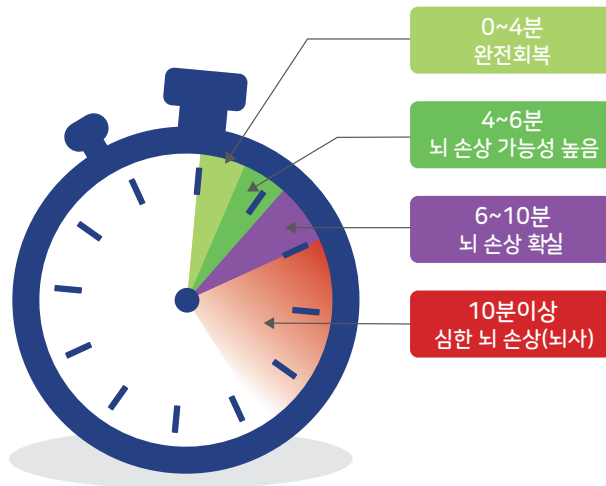 0~4분
완전회복
4~6분
뇌 손상 가능성 높음
6~10분
뇌 손상 확실
10분이상
심한 뇌 손상(뇌사)